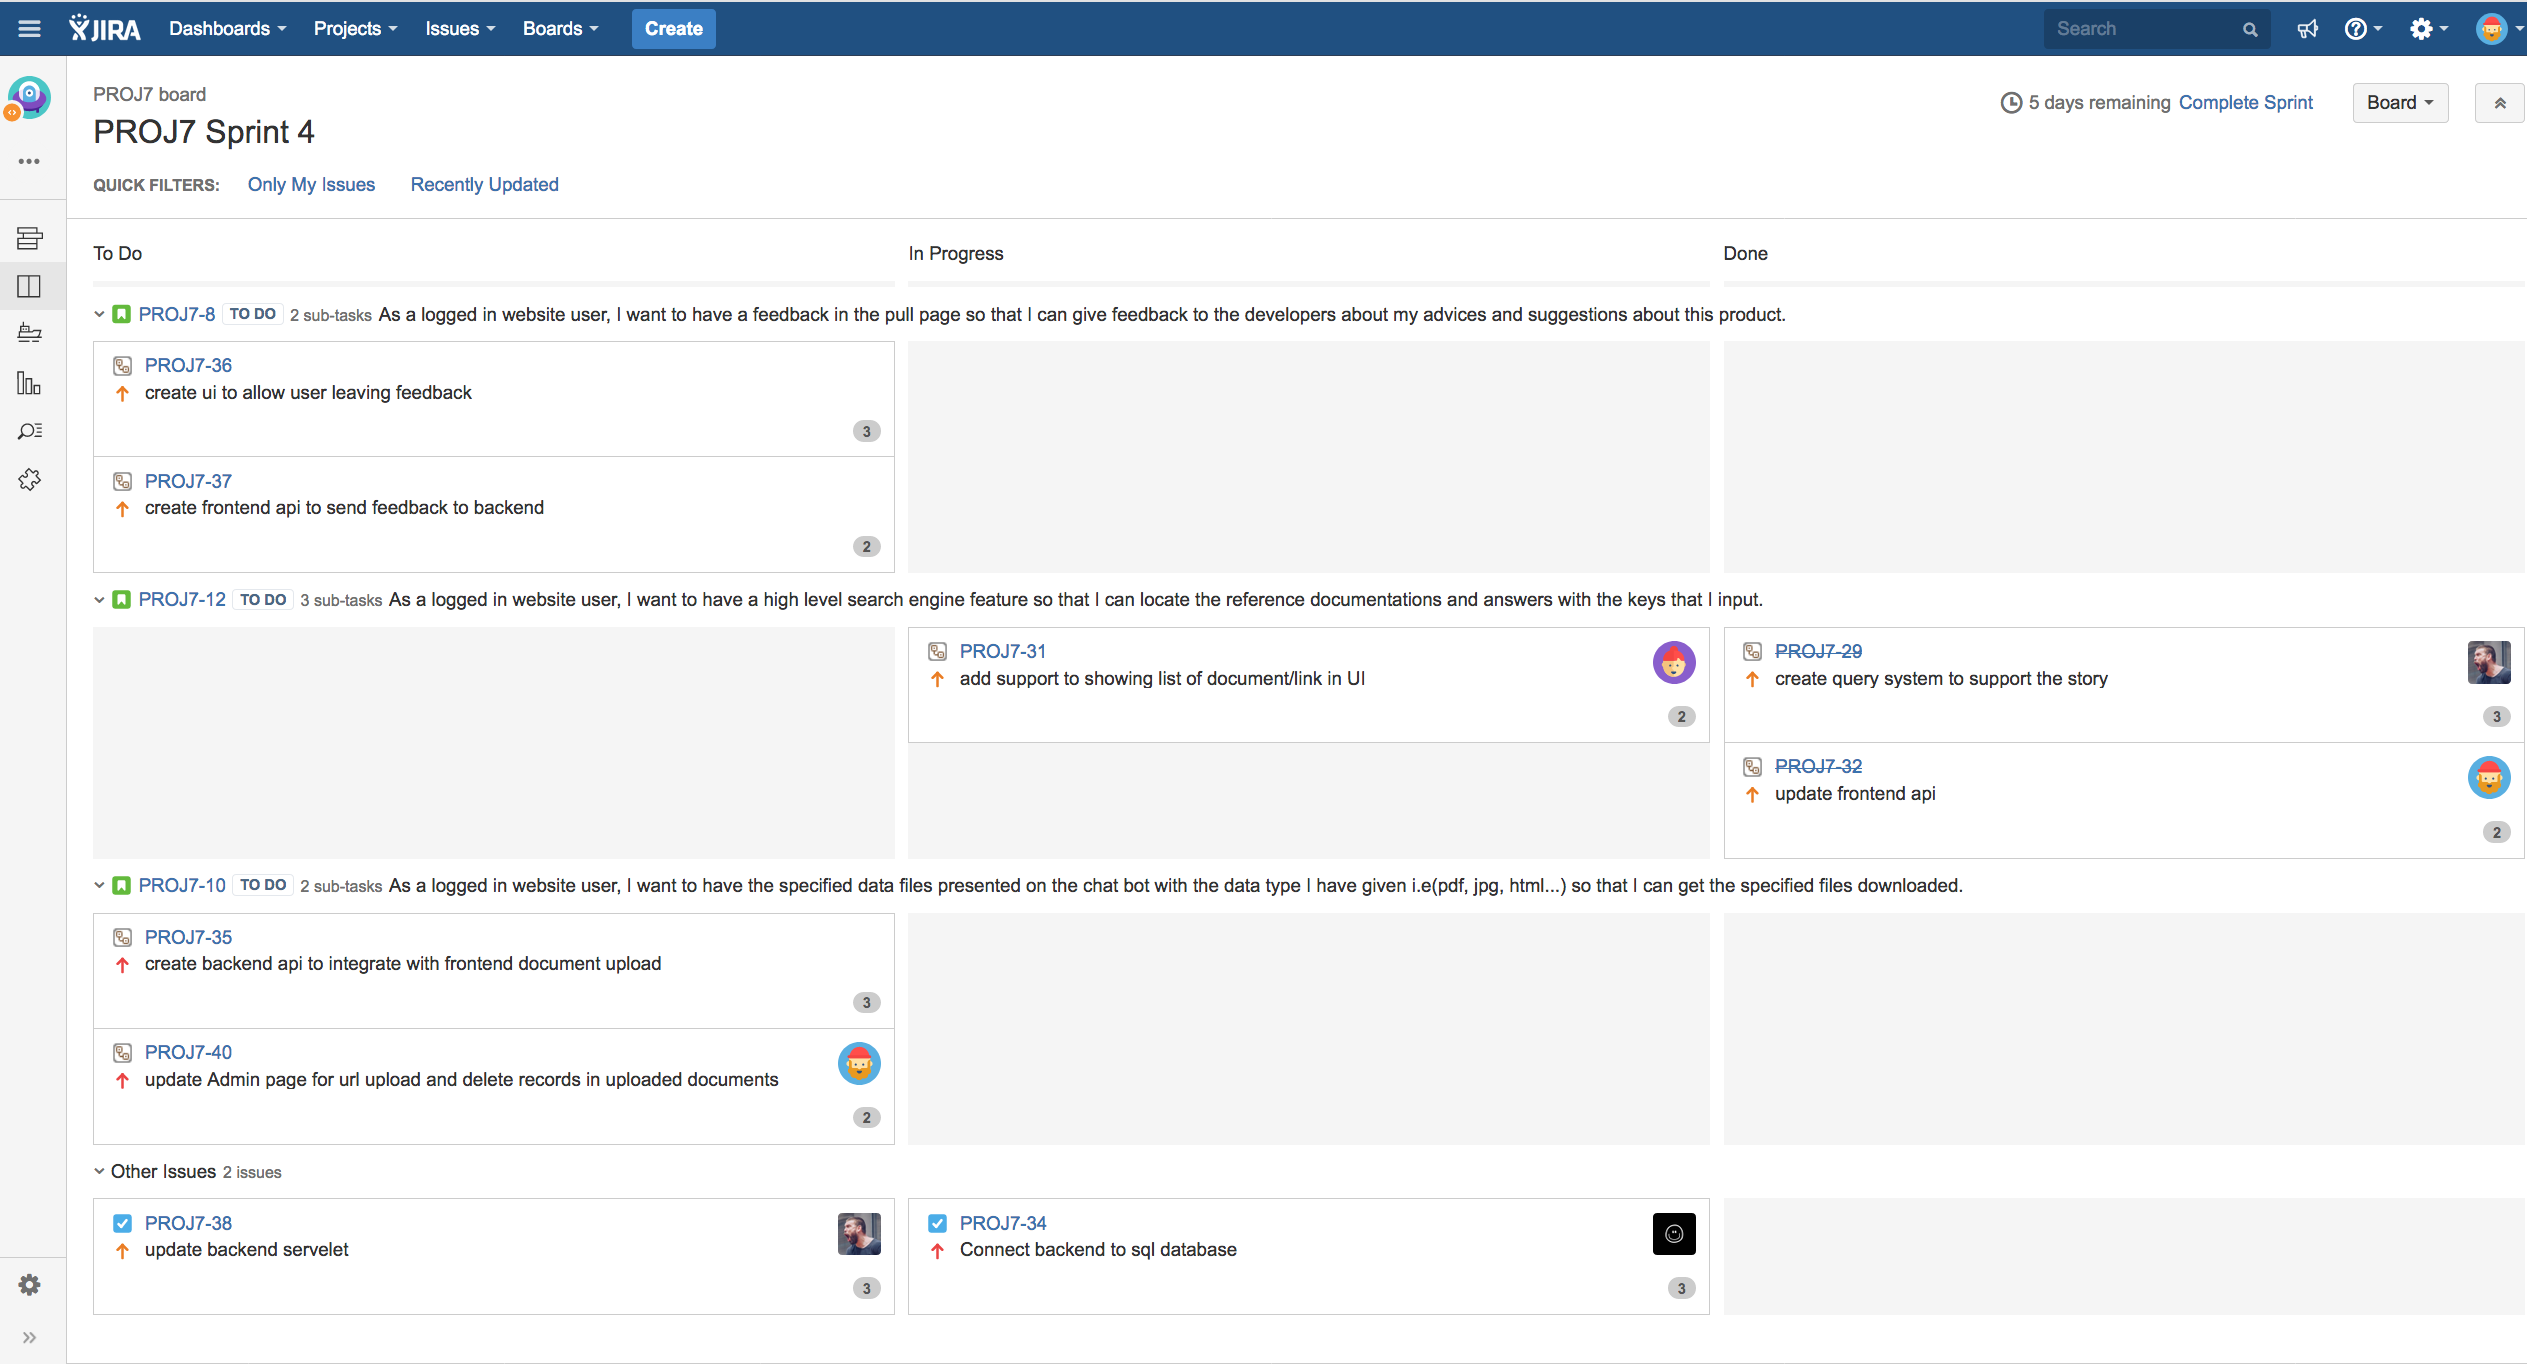 JIRA Dashboards Projects Issues Boards Create Search
PROJ7 board
PROJ7 Sprint 4
5 days remaining Complete Sprint Board
QUICK FILTERS: Only My Issues Recently Updated
To Do In Progress Done
PROJ7-8 TO DO 2 sub-tasks As a logged in website user, I want to have a feedback in the pull page so that I can give feedback to the developers about my advices and suggestions about this product.
PROJ7-36
create ui to allow user leaving feedback
3
PROJ7-37
create frontend api to send feedback to backend
2
PROJ7-12 TO DO 3 sub-tasks As a logged in website user, I want to have a high level search engine feature so that I can locate the reference documentations and answers with the keys that I input.
PROJ7-31
add support to showing list of document/link in UI
2
PROJ7-29
create query system to support the story
3
PROJ7-32
update frontend api
2
PROJ7-10 TO DO 2 sub-tasks As a logged in website user, I want to have the specified data files presented on the chat bot with the data type I have given i.e(pdf, jpg, html...) so that I can get the specified files downloaded.
PROJ7-35
create backend api to integrate with frontend document upload
3
PROJ7-40
update Admin page for url upload and delete records in uploaded documents
2
Other Issues 2 issues
PROJ7-38
update backend servelet
3
PROJ7-34
Connect backend to sql database
3